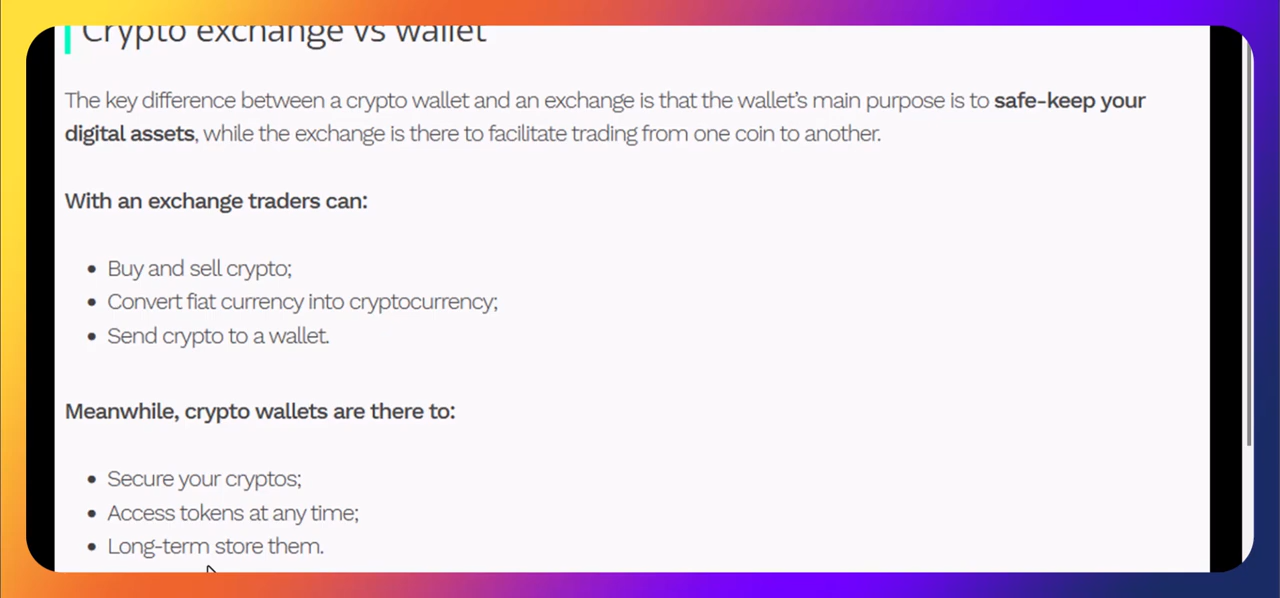 Crypto exchange vs wallet
The key difference between a crypto wallet and an exchange is that the wallet's main purpose is to safe-keep your
digital assets, while the exchange is there to facilitate trading from one coin to another.
With an exchange traders can:
• Buy and sell crypto;
• Convert fiat currency into cryptocurrency;
• Send crypto to a wallet.
Meanwhile, crypto wallets are there to:
• Secure your cryptos;
• Access tokens at any time;
• Long-term store them.